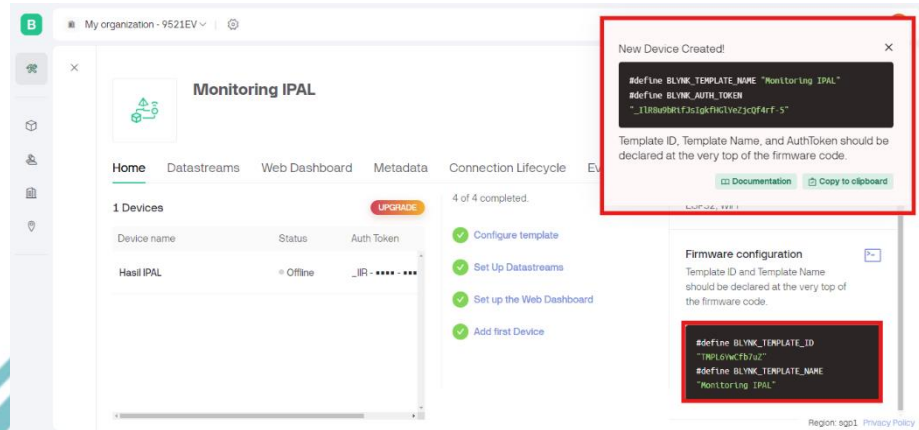 B
My organization - 9521EV
New Device Created!
#define BLYNK_TEMPLATE_NAME "Monitoring IPAL"
#define BLYNK_AUTH_TOKEN
Template ID, Template Name, and AuthToken should be
declared at the very top of the firmware code.
Documentation
Copy to clipboard
Monitoring IPAL
Home Datastreams Web Dashboard Metadata Connection Lifecycle
1 Devices
UPGRADE
Device name Status Auth Token
Hasil IPAL Offline _IlR - •••• - •••
4 of 4 completed.
Configure template
Set Up Datastreams
Set up the Web Dashboard
Add first Device
Firmware configuration
Template ID and Template Name
should be declared at the very top of
the firmware code.
#define BLYNK_TEMPLATE_ID
"TMPL6YwCfb7uZ"
#define BLYNK_TEMPLATE_NAME
"Monitoring IPAL"
Region: sgp1 Privacy Policy